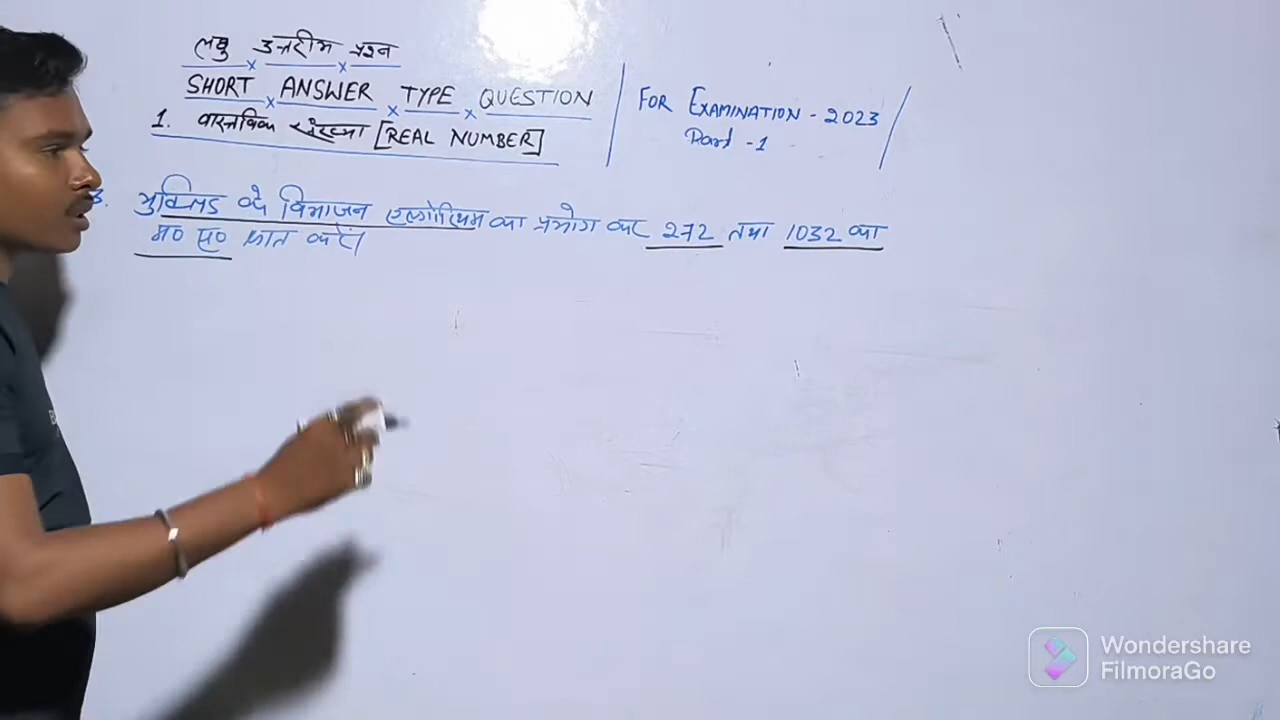 लघु उत्तरीय प्रश्न
SHORT ANSWER TYPE QUESTION
1. वास्तविक संख्या [REAL NUMBER]
FOR EXAMINATION - 2023
Part -1
3. युक्लिड के विभाजन एल्गोरिथम का प्रयोग कर 272 तथा 1032 का
म० स० ज्ञात करें।
Wondershare
FilmoraGo